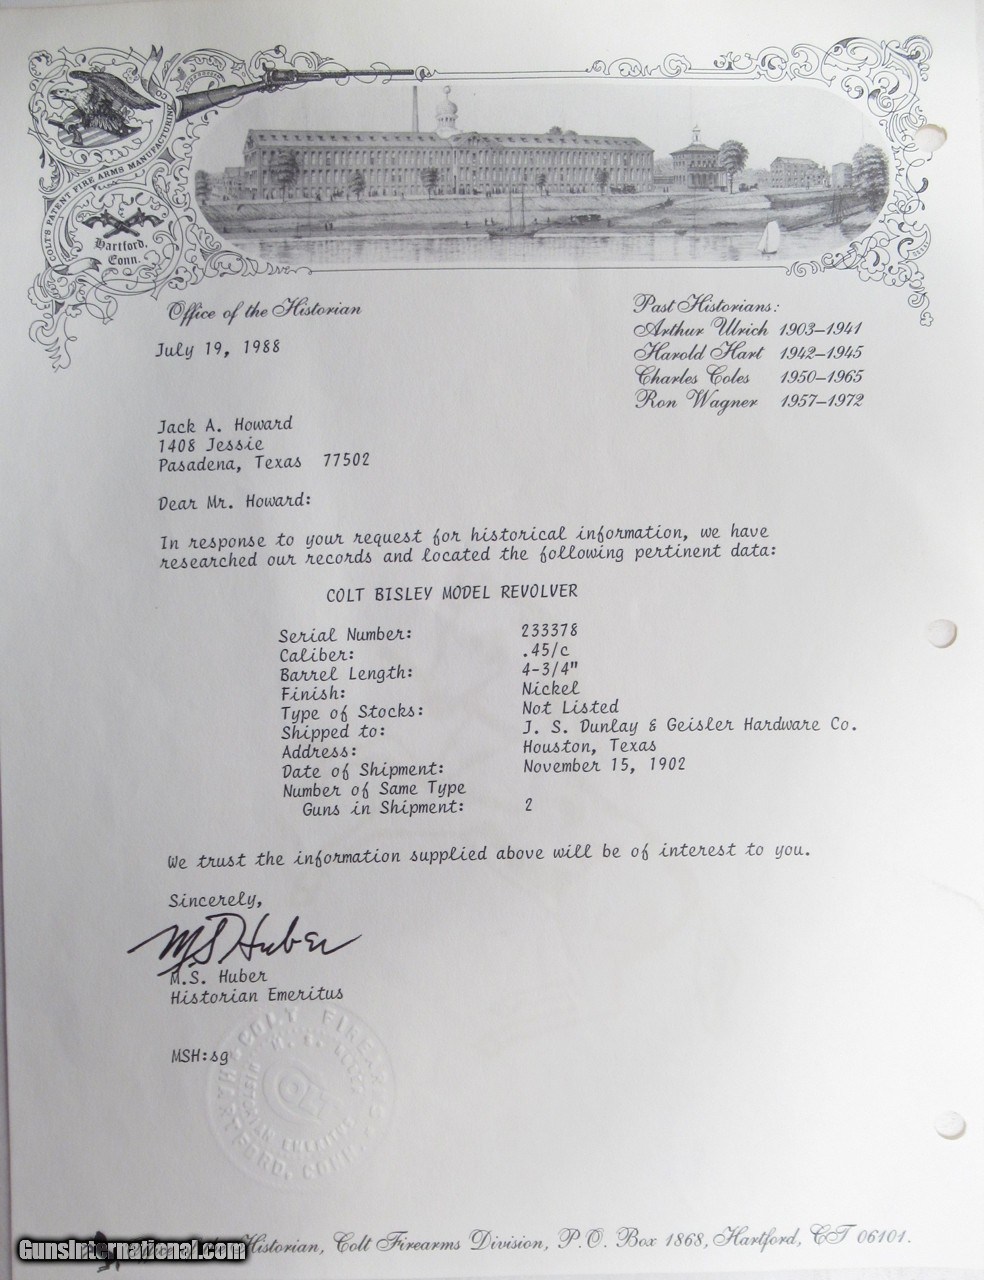 COLT'S PATENT FIRE ARMS MANUFACTURING CO
Hartford,
Conn.
Office of the Historian
July 19, 1988
Past Historians:
Arthur Ulrich 1903–1941
Harold Hart 1942–1945
Charles Coles 1950–1965
Ron Wagner 1957–1972
Jack A. Howard
1408 Jessie
Pasadena, Texas 77502
Dear Mr. Howard:
In response to your request for historical information, we have
researched our records and located the following pertinent data:
COLT BISLEY MODEL REVOLVER
Serial Number: 233378
Caliber: .45/c
Barrel Length: 4-3/4"
Finish: Nickel
Type of Stocks: Not Listed
Shipped to: J. S. Dunlay & Geisler Hardware Co.
Address: Houston, Texas
Date of Shipment: November 15, 1902
Number of Same Type
Guns in Shipment: 2
We trust the information supplied above will be of interest to you.
Sincerely,
MS Huber
M.S. Huber
Historian Emeritus
MSH:sg
COLT FIREARMS
HARTFORD, CONN.
M. S. HUBER
HISTORIAN EMERITUS
Historian, Colt Firearms Division, P.O. Box 1868, Hartford, CT 06101.
GunsInternational.com